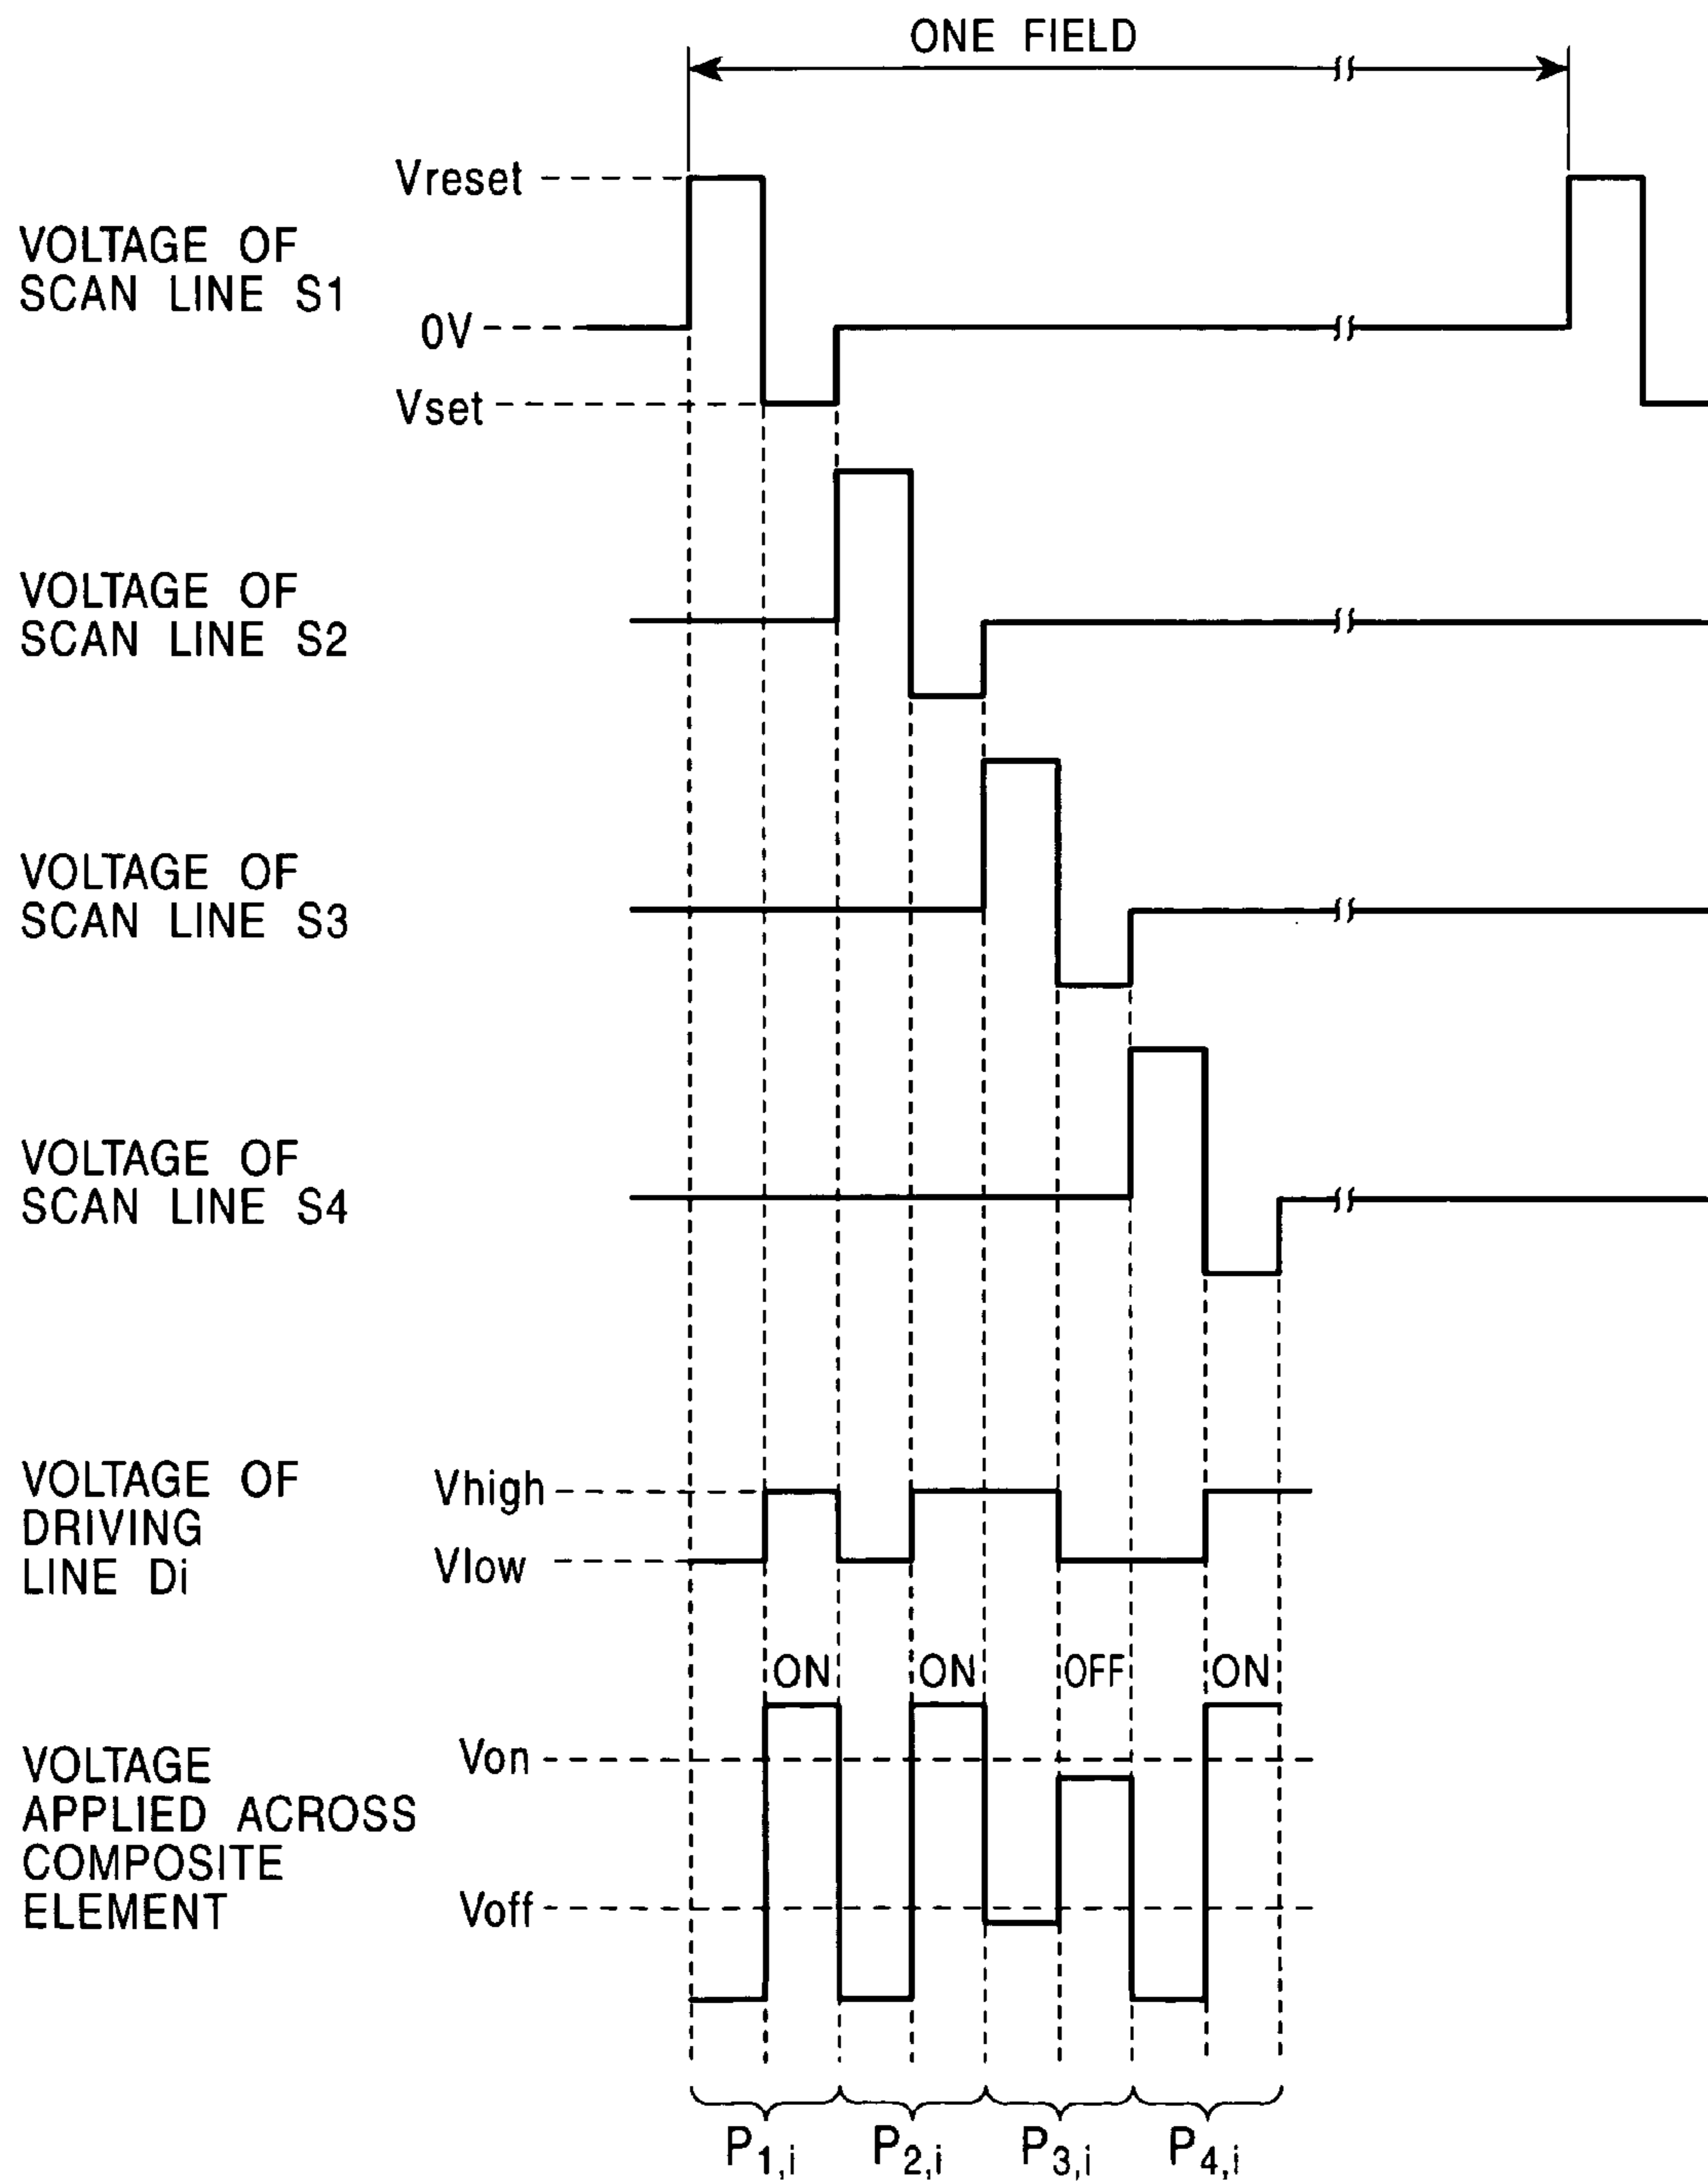 ONE FIELD
Vreset
VOLTAGE OF
SCAN LINE S1
0V
Vset
VOLTAGE OF
SCAN LINE S2
VOLTAGE OF
SCAN LINE S3
VOLTAGE OF
SCAN LINE S4
VOLTAGE OF
DRIVING
LINE Di
Vhigh
Vlow
ON ON OFF ON
VOLTAGE
APPLIED ACROSS
COMPOSITE
ELEMENT
Von
Voff
P1,i P2,i P3,i P4,i